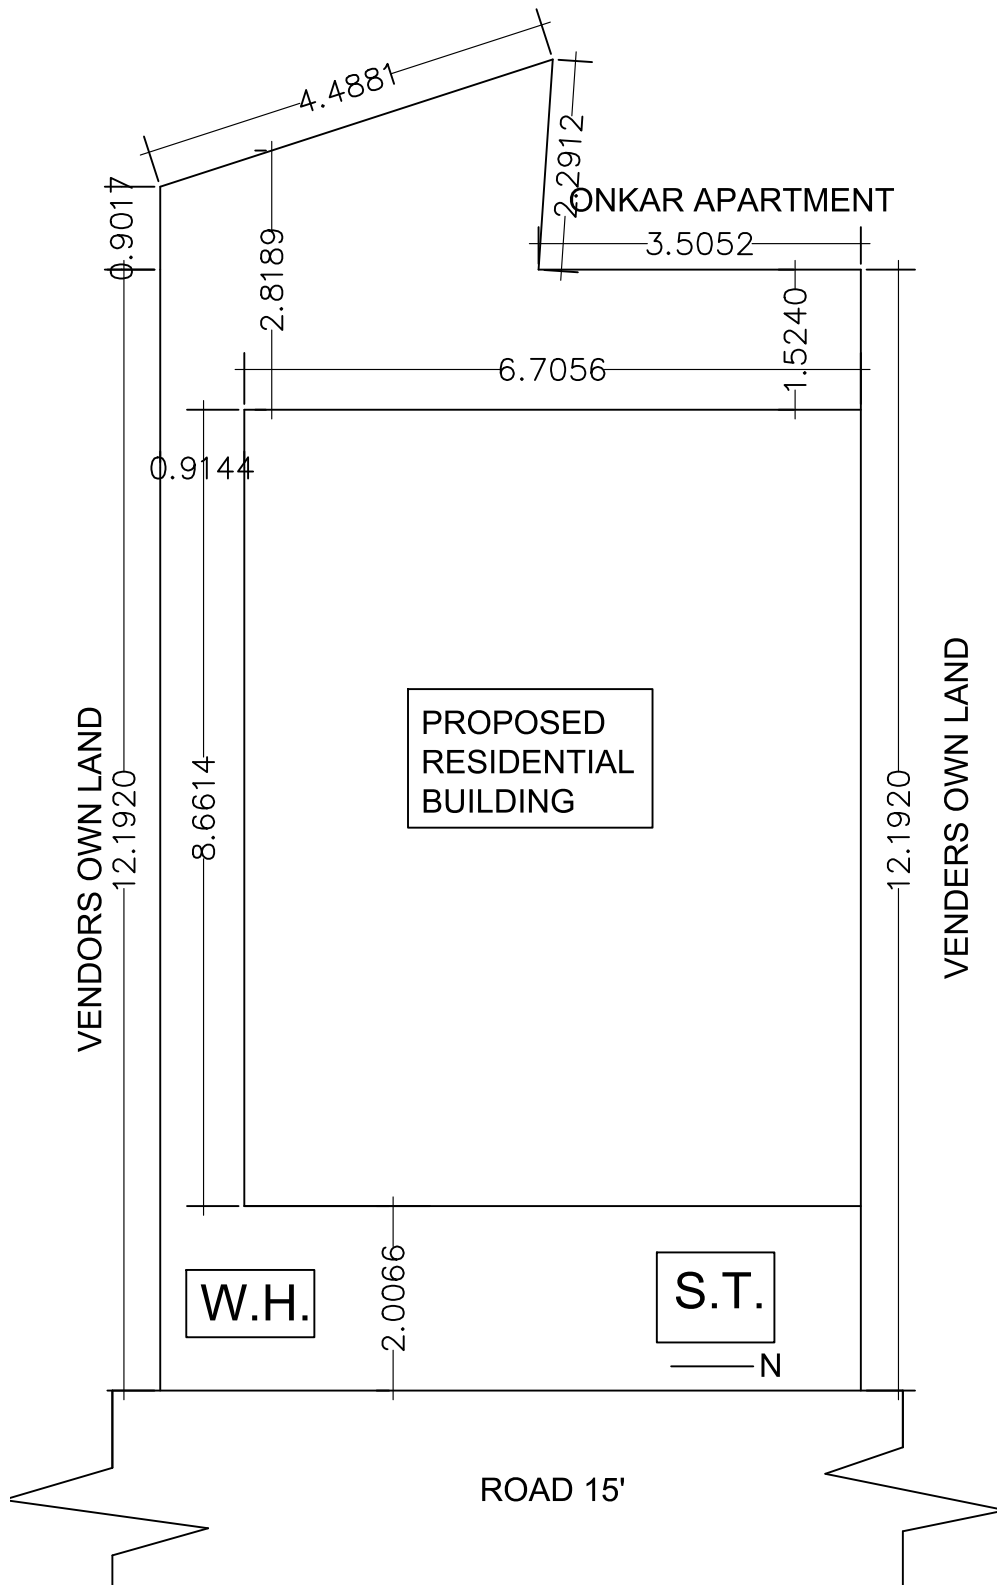 4.4881
2.2912
0.9017
ONKAR APARTMENT
3.5052
2.8189
1.5240
6.7056
0.9144
PROPOSED
RESIDENTIAL
BUILDING
VENDORS OWN LAND
12.1920
8.6614
12.1920
VENDERS OWN LAND
W.H.
2.0066
S.T.
N
ROAD 15'